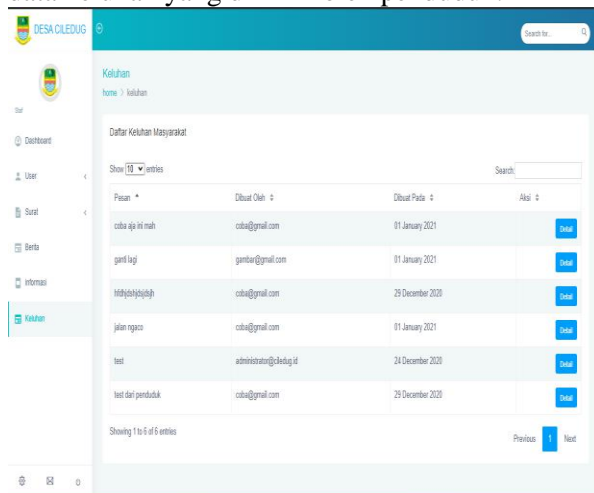 DESA CILEDUG
Search for..
Keluhan
home > keluhan
Staf
Dashboard
User
Surat
Berita
Informasi
Keluhan
Daftar Keluhan Masyarakat
Show 10 entries
Search:
Pesan Dibuat Oleh Dibuat Pada Aksi
coba aja ini mah coba@gmail.com 01 January 2021 Detail
ganti lagi gambar@gmail.com 01 January 2021 Detail
coba@gmail.com 29 December 2020 Detail
jalan ngaco coba@gmail.com 01 January 2021 Detail
test administrator@ciledug.id 24 December 2020 Detail
test dari penduduk coba@gmail.com 29 December 2020 Detail
Showing 1 to 6 of 6 entries
Previous 1 Next